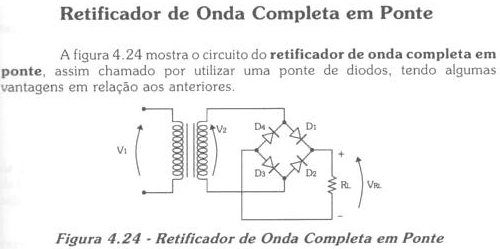 Retificador de Onda Completa em Ponte
A figura 4.24 mostra o circuito do retificador de onda completa em
ponte, assim chamado por utilizar uma ponte de diodos, tendo algumas
vantagens em relação aos anteriores.
V1
V2
D4
D1
D3
D2
+
RL
VRL
-
Figura 4.24 - Retificador de Onda Completa em Ponte